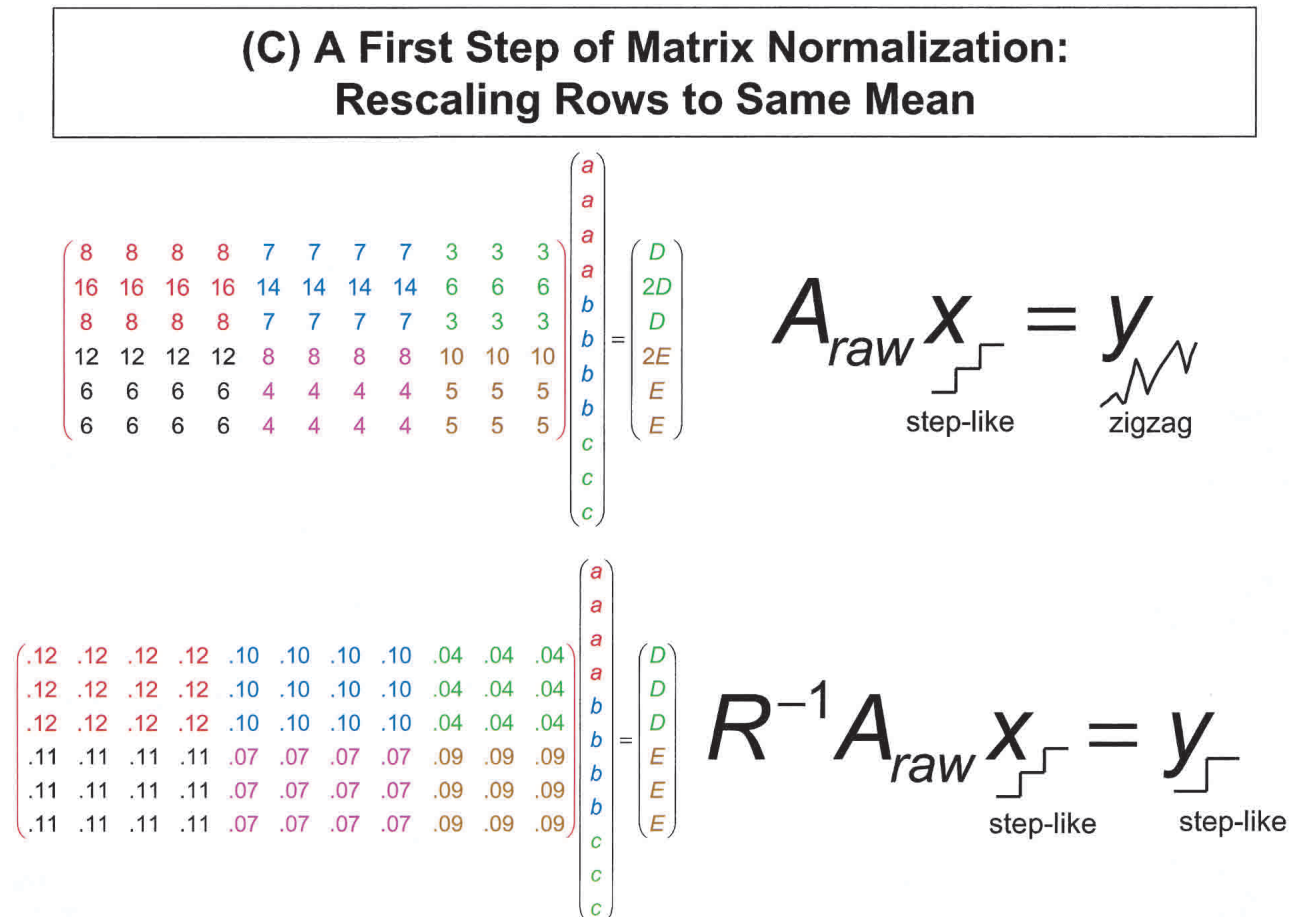 (C) A First Step of Matrix Normalization:
Rescaling Rows to Same Mean
8 8 8 8 7 7 7 7 3 3 3
16 16 16 16 14 14 14 14 6 6 6
8 8 8 8 7 7 7 7 3 3 3
12 12 12 12 8 8 8 8 10 10 10
6 6 6 6 4 4 4 4 5 5 5
6 6 6 6 4 4 4 4 5 5 5
a
a
a
a
b
b
b
b
c
c
c
=
D
2D
D
2E
E
E
A_raw x = y
step-like
zigzag
.12 .12 .12 .12 .10 .10 .10 .10 .04 .04 .04
.12 .12 .12 .12 .10 .10 .10 .10 .04 .04 .04
.12 .12 .12 .12 .10 .10 .10 .10 .04 .04 .04
.11 .11 .11 .11 .07 .07 .07 .07 .09 .09 .09
.11 .11 .11 .11 .07 .07 .07 .07 .09 .09 .09
.11 .11 .11 .11 .07 .07 .07 .07 .09 .09 .09
a
a
a
a
b
b
b
b
c
c
c
=
D
D
D
E
E
E
R⁻¹ A_raw x = y
step-like
step-like